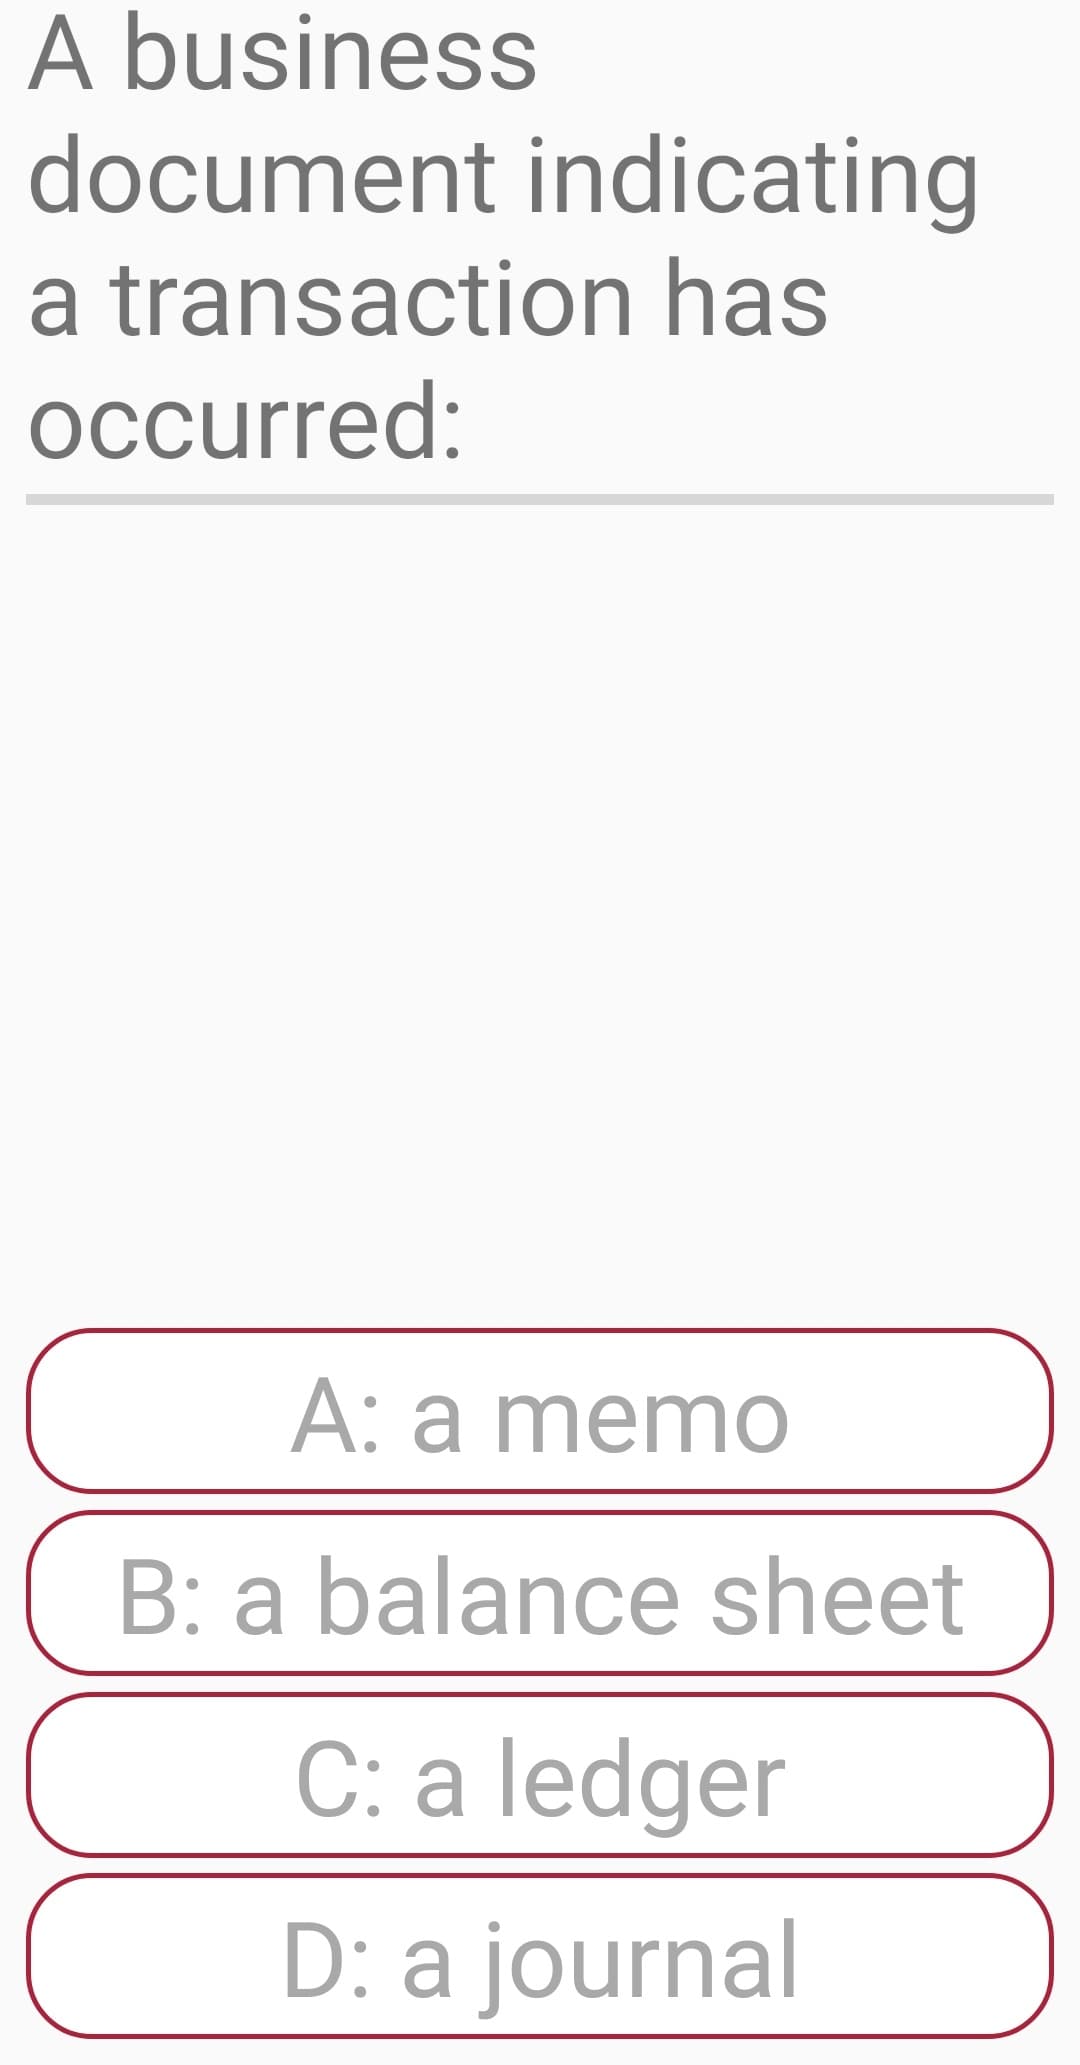 A business
document indicating
a transaction has
occurred:
A: a memo
B: a balance sheet
C: a ledger
D: a journal